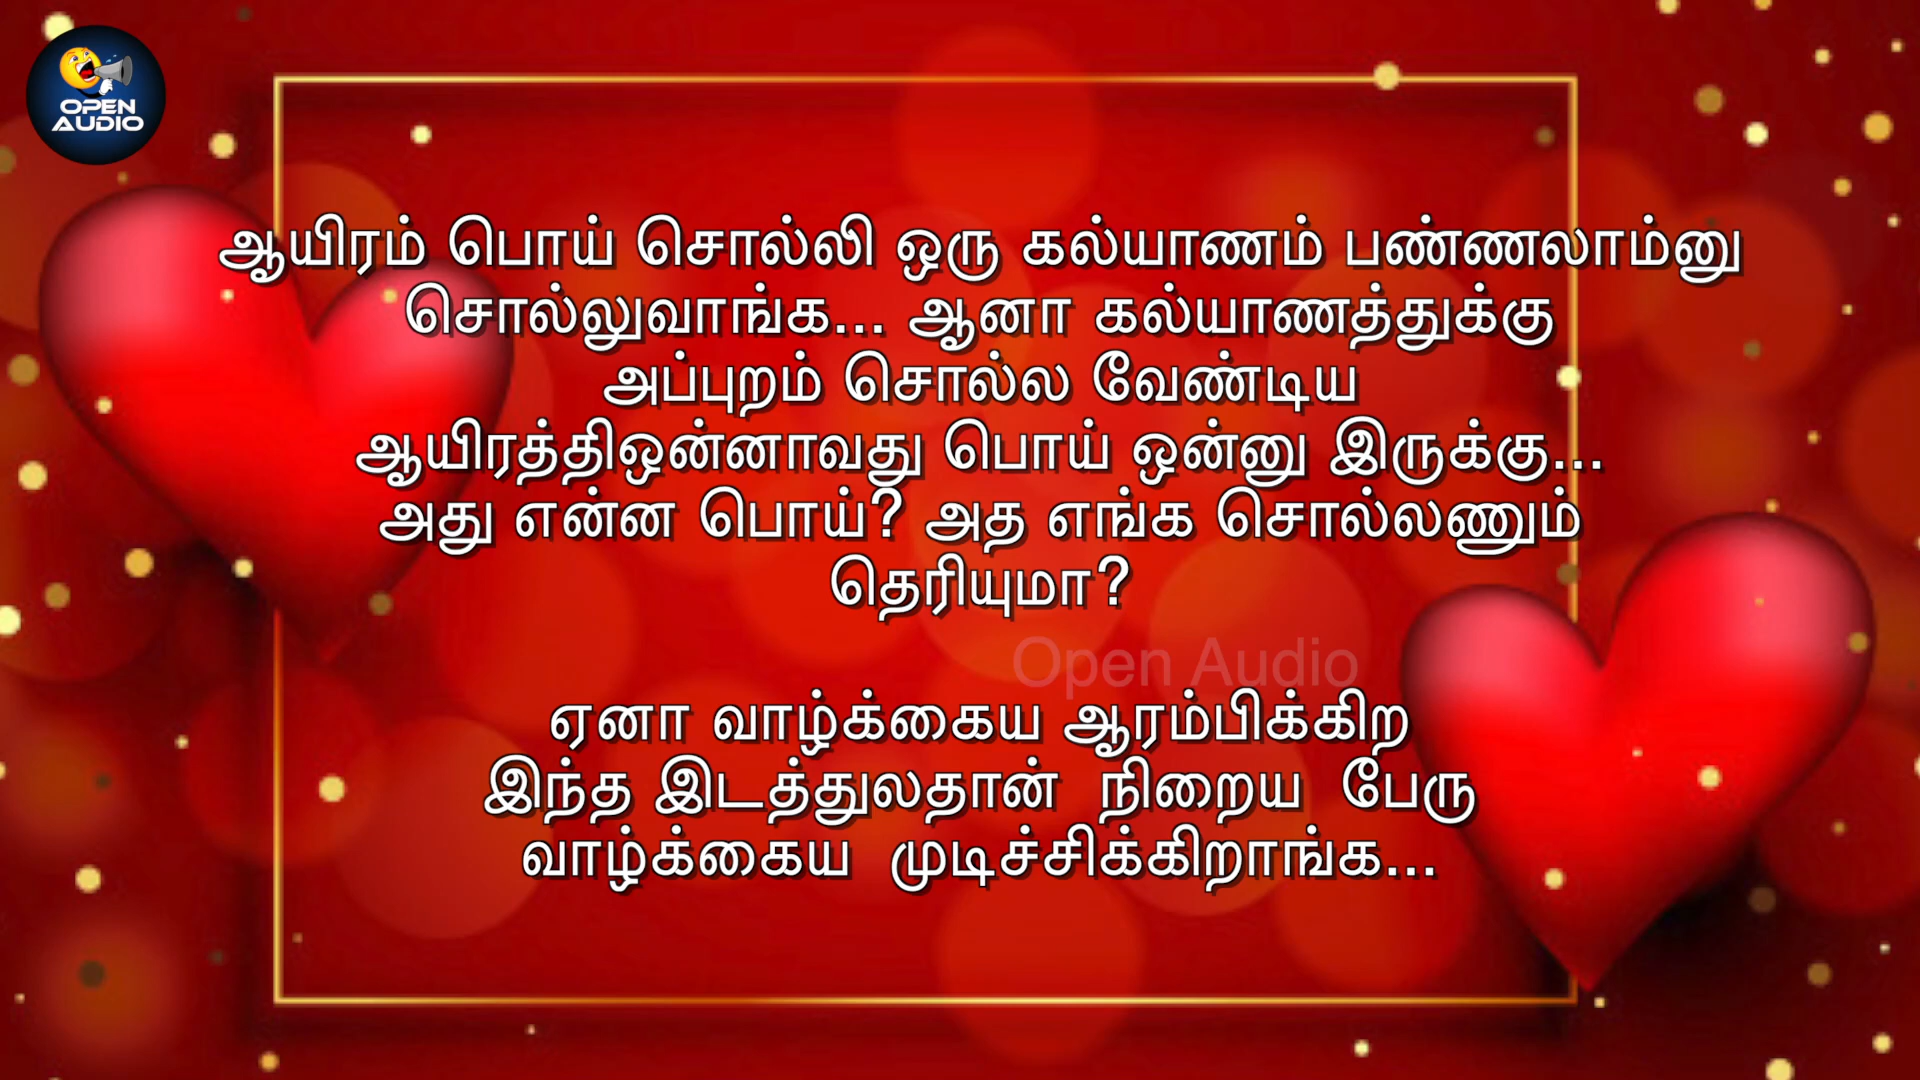 OPEN
AUDIO
ஆயிரம் பொய் சொல்லி ஒரு கல்யாணம் பண்ணலாம்னு
சொல்லுவாங்க... ஆனா கல்யாணத்துக்கு
அப்புறம் சொல்ல வேண்டிய
ஆயிரத்திஒன்னாவது பொய் ஒன்னு இருக்கு...
அது என்ன பொய்? அத எங்க சொல்லணும்
தெரியுமா?
Open Audio
ஏனா வாழ்க்கைய ஆரம்பிக்கிற
இந்த இடத்துலதான் நிறைய பேரு
வாழ்க்கைய முடிச்சிக்கிறாங்க...